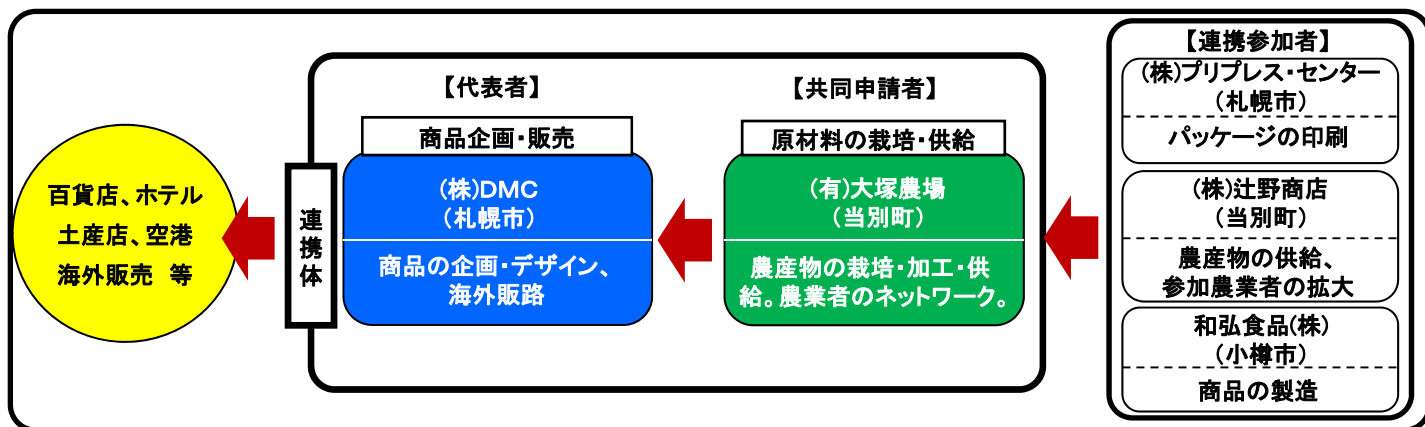 百貨店、ホテル
土産店、空港
海外販売 等
連携体
【代表者】
商品企画・販売
(株)DMC
(札幌市)
商品の企画・デザイン、
海外販路
【共同申請者】
原材料の栽培・供給
(有)大塚農場
(当別町)
農産物の栽培・加工・供
給。農業者のネットワーク。
【連携参加者】
(株)プリプレス・センター
(札幌市)
パッケージの印刷
(株)辻野商店
(当別町)
農産物の供給、
参加農業者の拡大
和弘食品(株)
(小樽市)
商品の製造